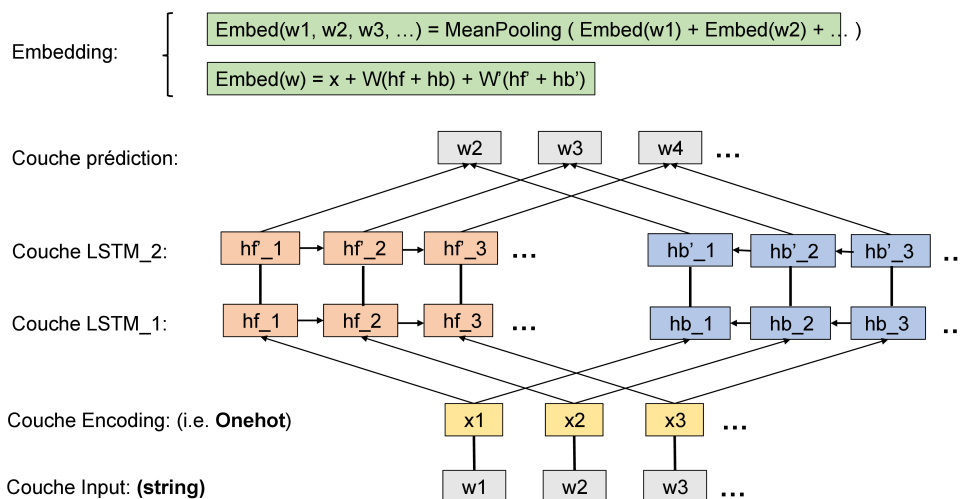 Embed(w1, w2, w3, …) = MeanPooling ( Embed(w1) + Embed(w2) + … )
Embedding:
Embed(w) = x + W(hf + hb) + W'(hf' + hb’)
Couche prédiction: w2 w3 w4 ...
Couche LSTM_2: hf'_1 hf'_2 hf'_3 ... hb’_1 hb’_2 hb’_3 ...
Couche LSTM_1: hf_1 hf_2 hf_3 ... hb_1 hb_2 hb_3 ...
Couche Encoding: (i.e. Onehot) x1 x2 x3 ...
Couche Input: (string) w1 w2 w3 ...